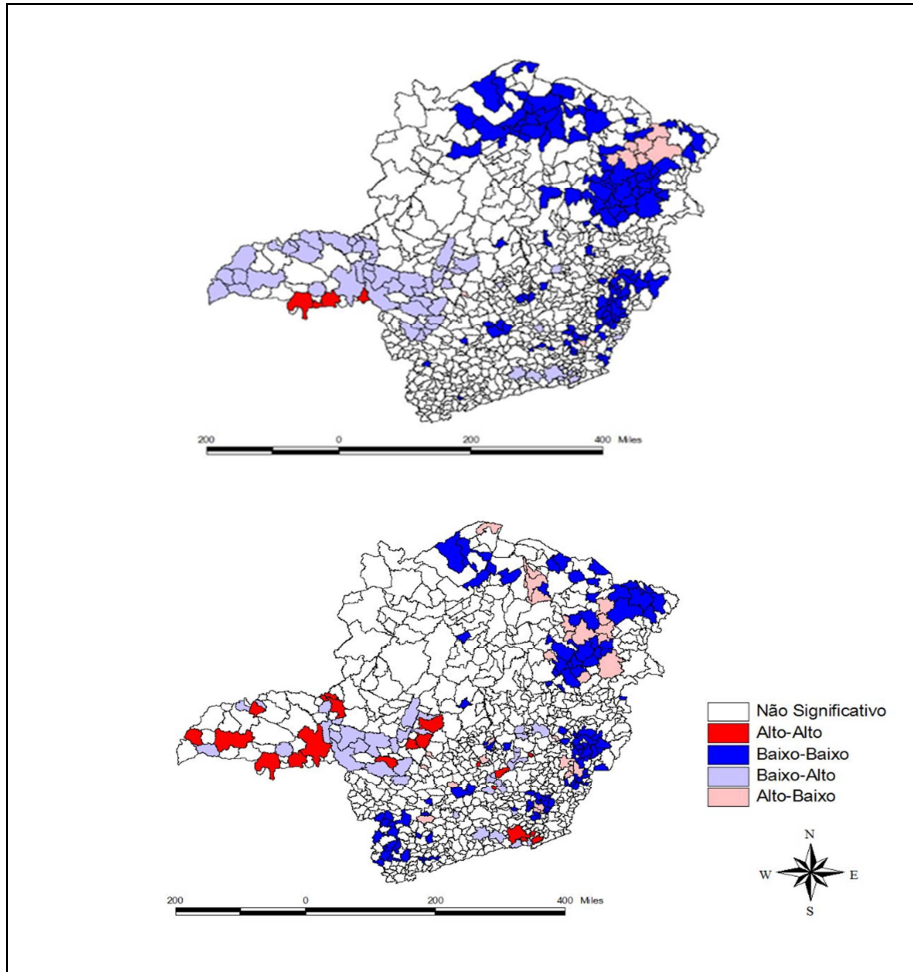 200 0 200 400 Miles
Não Significativo
Alto-Alto
Baixo-Baixo
Baixo-Alto
Alto-Baixo
N
W E
S
200 0 200 400 Miles